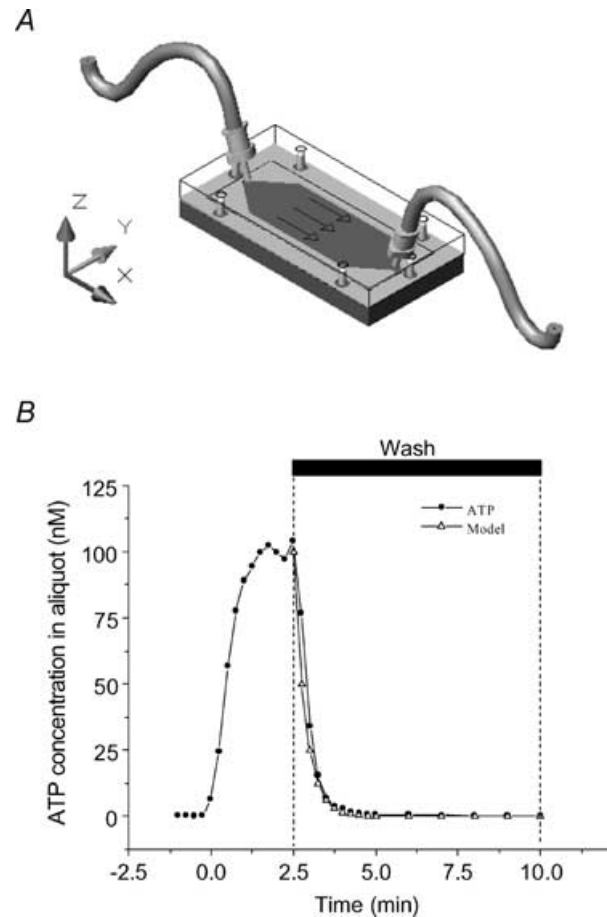 A
Z
Y
X
B
Wash
ATP concentration in aliquot (nM)
125
100
75
50
25
0
ATP
Model
-2.5
0.0
2.5
5.0
7.5
10.0
Time (min)